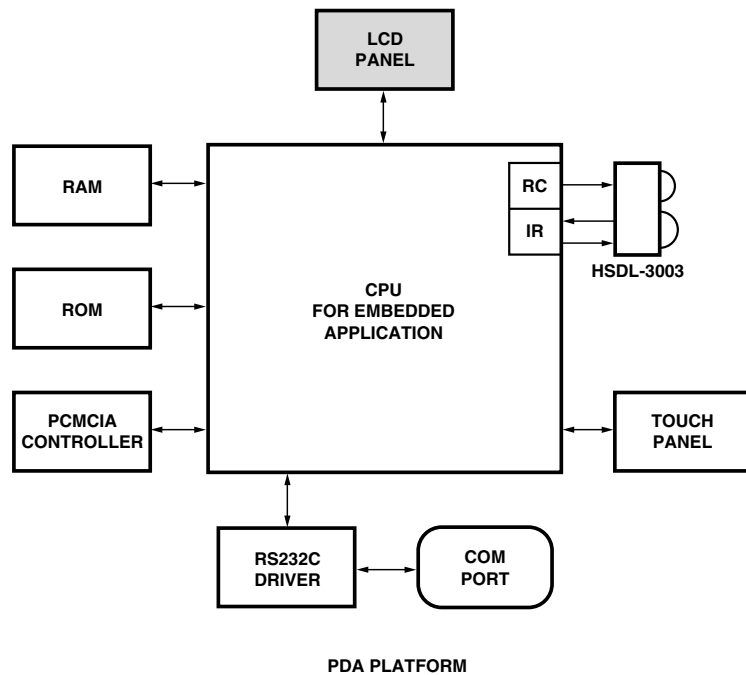 LCD
PANEL
RAM
RC
IR
HSDL-3003
ROM
CPU
FOR EMBEDDED
APPLICATION
PCMCIA
CONTROLLER
TOUCH
PANEL
RS232C
DRIVER
COM
PORT
PDA PLATFORM